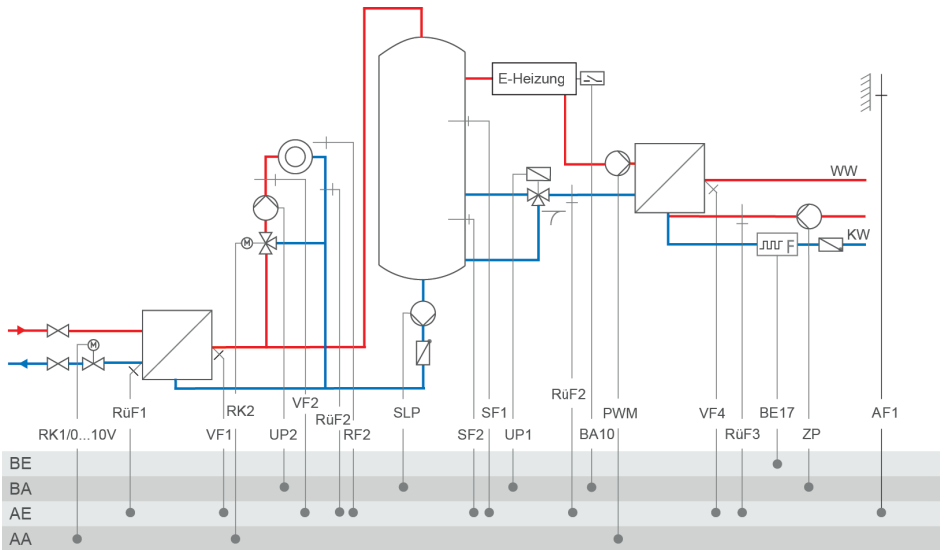 E-Heizung
WW
M
KW
F
M
RüF1
RK2
VF2
RüF2
SLP
SF1
RüF2
PWM
VF4
BE17
AF1
RK1/0...10V
VF1
UP2
RF2
SF2
UP1
BA10
RüF3
ZP
BE
BA
AE
AA